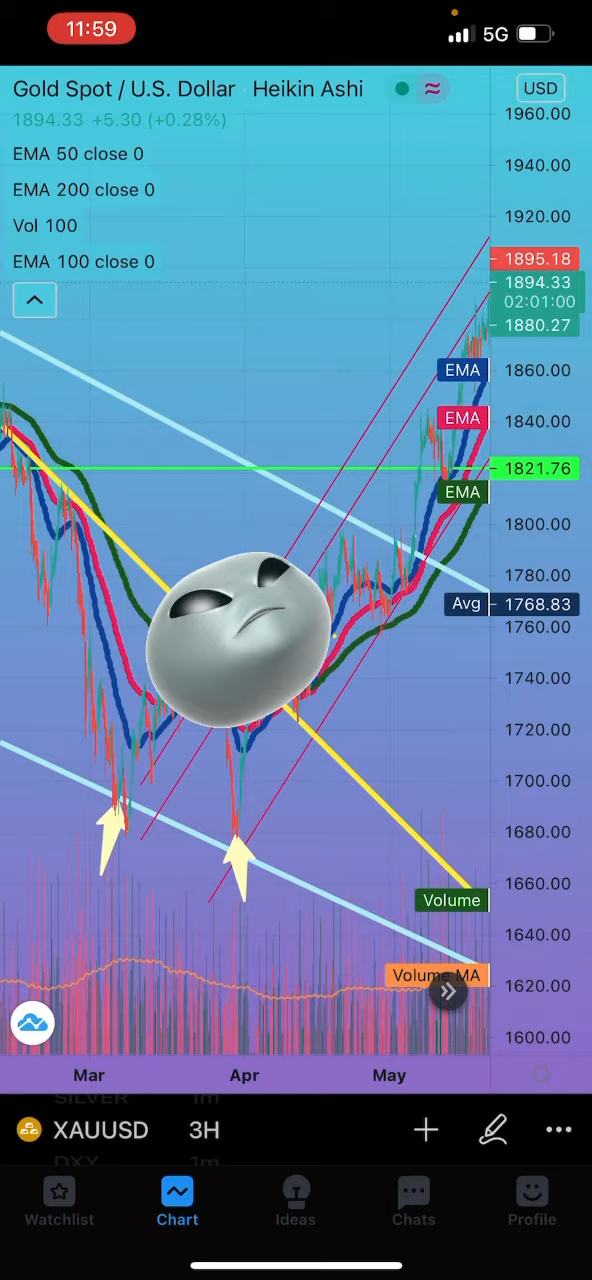 11:59
5G
Gold Spot / U.S. Dollar · Heikin Ashi
USD
1894.33 +5.30 (+0.28%)
EMA 50 close 0
EMA 200 close 0
Vol 100
EMA 100 close 0
1960.00
1940.00
1920.00
1895.18
1894.33
02:01:00
1880.27
EMA
1860.00
EMA
1840.00
1821.76
EMA
1800.00
1780.00
Avg
1768.83
1760.00
1740.00
1720.00
1700.00
1680.00
1660.00
Volume
1640.00
Volume MA
1620.00
1600.00
Mar
Apr
May
SILVER
1m
XAUUSD
3H
DXY
1m
Watchlist
Chart
Ideas
Chats
Profile